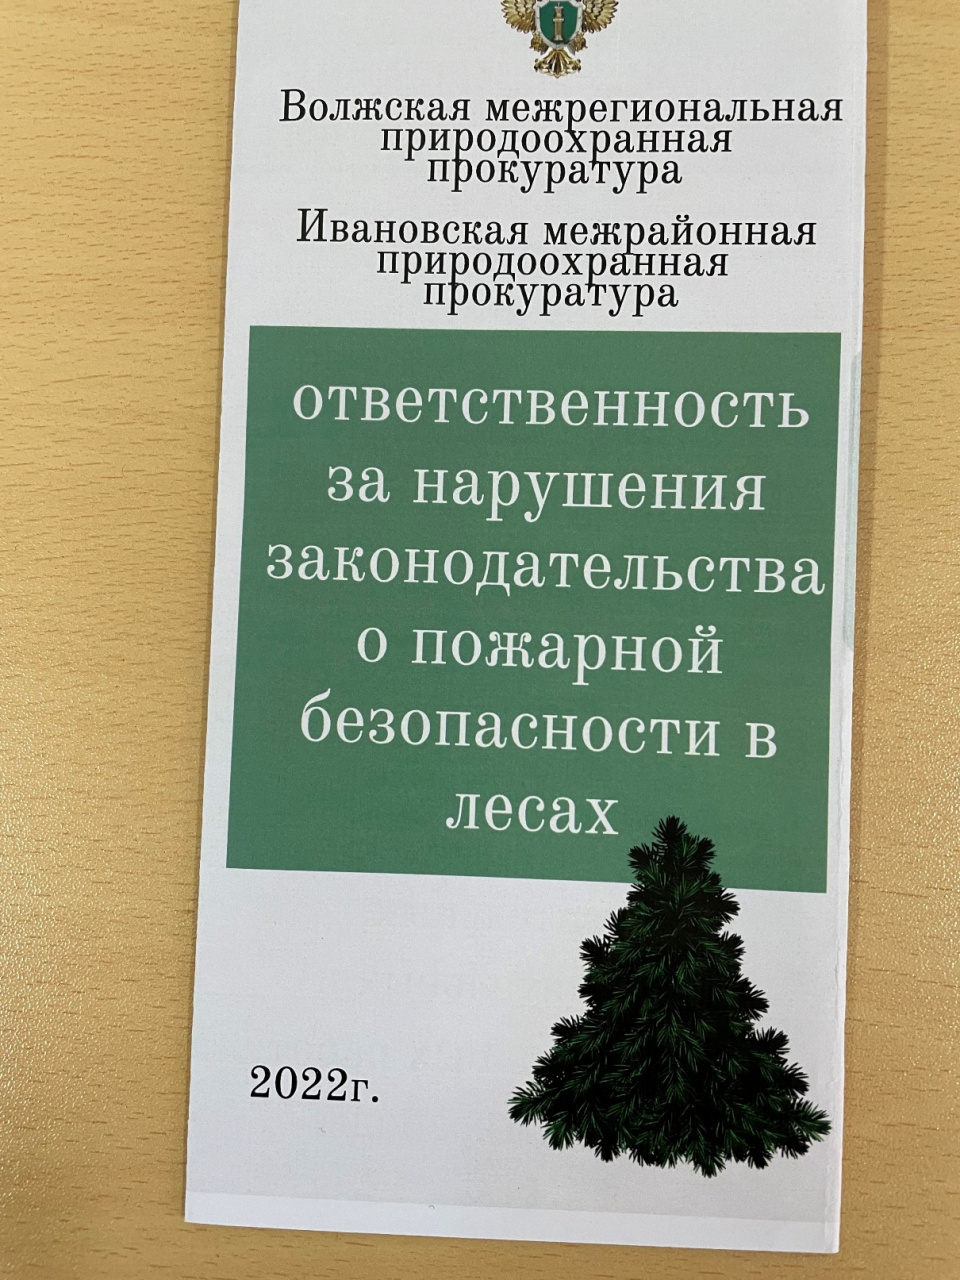 Волжская межрегиональная
природоохранная
прокуратура
Ивановская межрайонная
природоохранная
прокуратура
ответственность
за нарушения
законодательства
о пожарной
безопасности в
лесах
2022г.